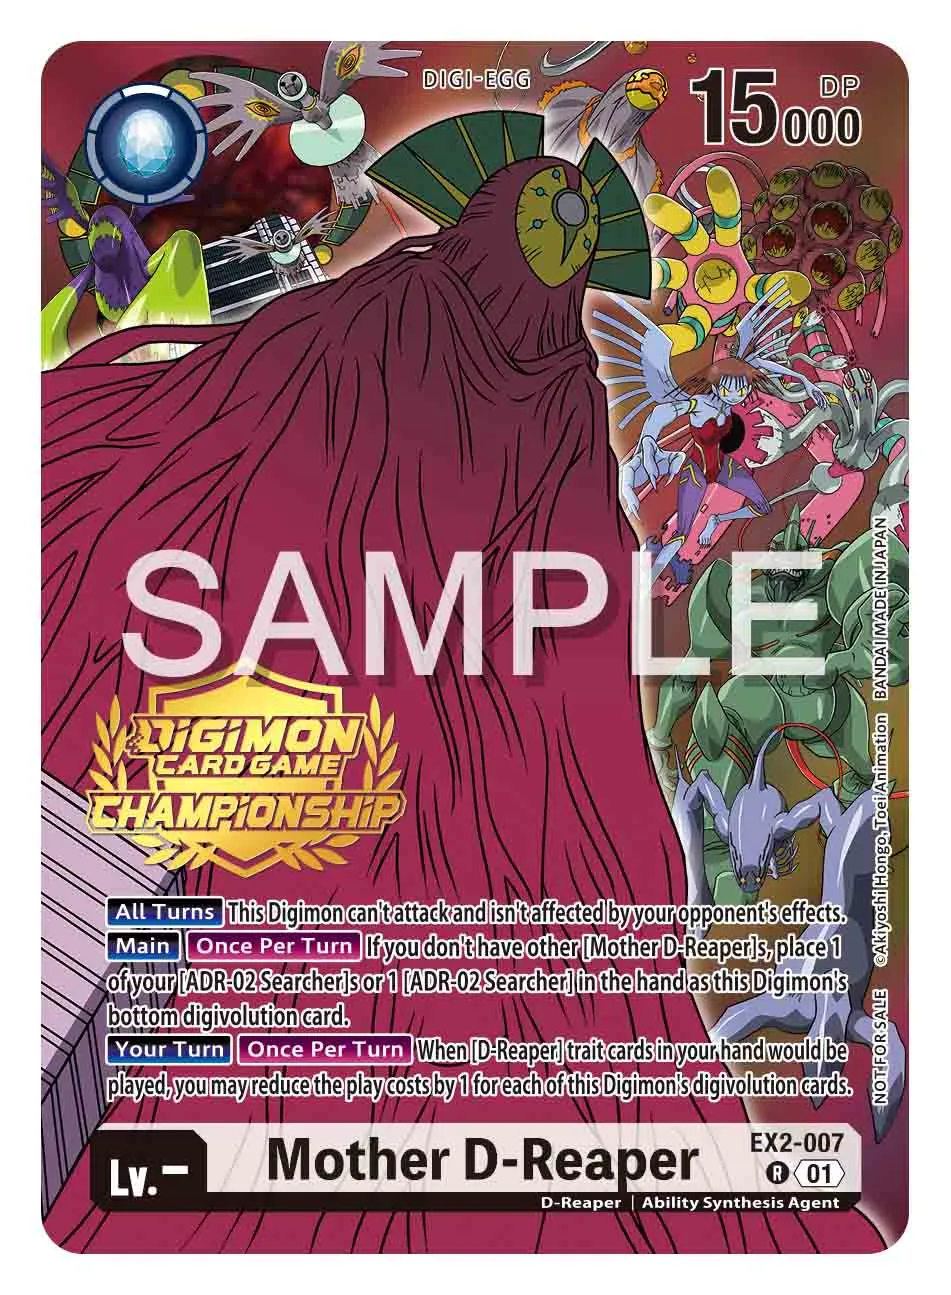 DIGI-EGG
15000 DP
SAMPLE
DIGIMON
CARD GAME
CHAMPIONSHIP
All Turns This Digimon can't attack and isn't affected by your opponent's effects.
Main Once Per Turn If you don't have other [Mother D-Reaper]s, place 1
of your [ADR-02 Searcher]s or 1 [ADR-02 Searcher] in the hand as this Digimon's
bottom digivolution card.
Your Turn Once Per Turn When [D-Reaper] trait cards in your hand would be
played, you may reduce the play costs by 1 for each of this Digimon's digivolution cards.
NOT FOR SALE ©Akiyoshi Hongo, Toei Animation BANDAI MADE IN JAPAN
Lv.–
Mother D-Reaper
EX2-007
R 01
D-Reaper | Ability Synthesis Agent